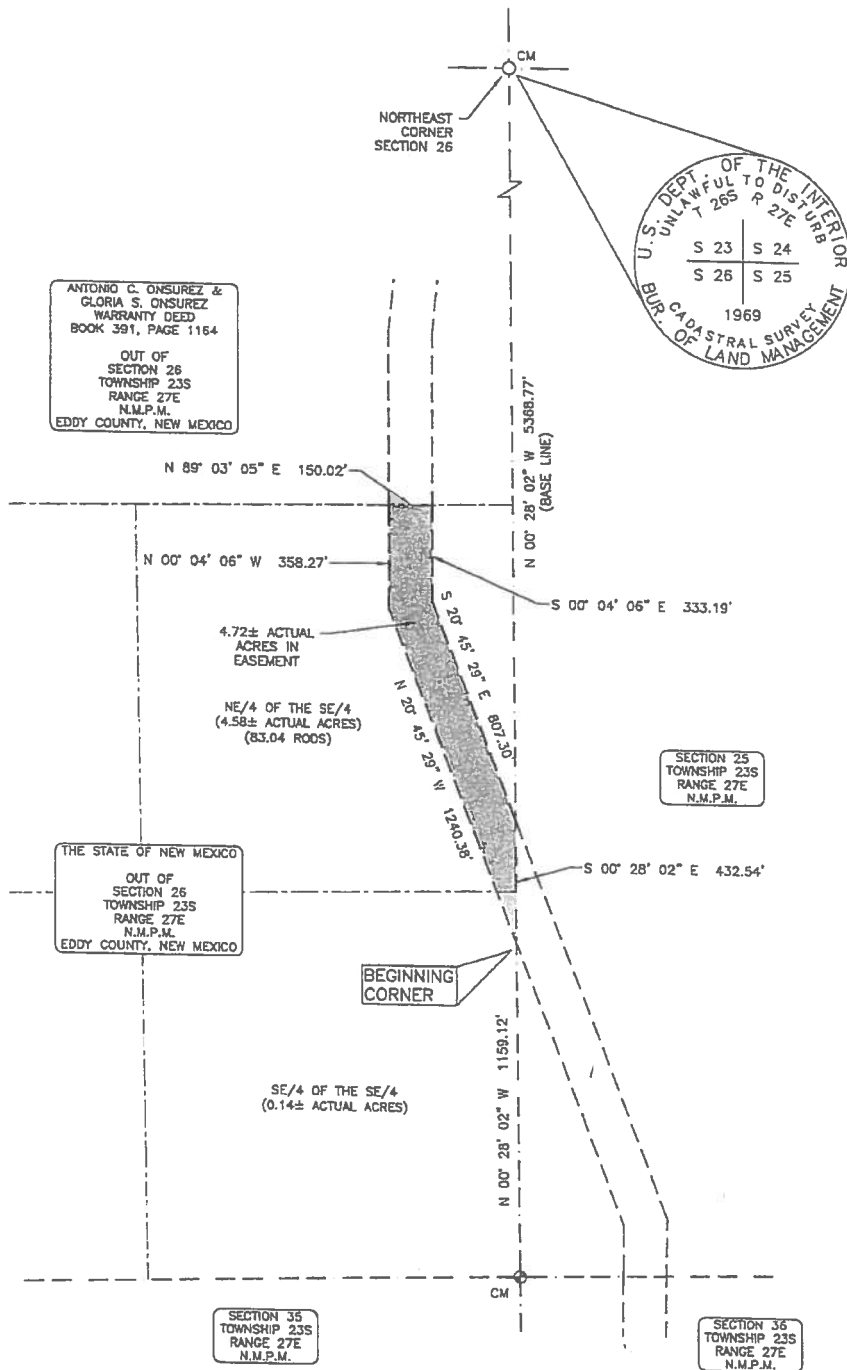 CM
NORTHEAST
CORNER
SECTION 26
U.S. DEPT. OF THE INTERIOR
UNLAWFUL TO DISTURB
T 26S R 27E
S 23 S 24
S 26 S 25
1969
CADASTRAL SURVEY
BUR. OF LAND MANAGEMENT
ANTONIO C. ONSUREZ &
GLORIA S. ONSUREZ
WARRANTY DEED
BOOK 391, PAGE 1164
OUT OF
SECTION 26
TOWNSHIP 23S
RANGE 27E
N.M.P.M.
EDDY COUNTY, NEW MEXICO
N 00° 28' 02" W 5368.77'
(BASE LINE)
N 89° 03' 05" E 150.02'
N 00° 04' 06" W 358.27'
S 00° 04' 06" E 333.19'
4.72± ACTUAL
ACRES IN
EASEMENT
S 20° 45' 29" E 807.30'
NE/4 OF THE SE/4
(4.58± ACTUAL ACRES)
(83.04 RODS)
N 20° 45' 29" W 1240.38'
SECTION 25
TOWNSHIP 23S
RANGE 27E
N.M.P.M.
THE STATE OF NEW MEXICO
OUT OF
SECTION 26
TOWNSHIP 23S
RANGE 27E
N.M.P.M.
EDDY COUNTY, NEW MEXICO
S 00° 28' 02" E 432.54'
BEGINNING
CORNER
N 00° 28' 02" W 1159.12'
SE/4 OF THE SE/4
(0.14± ACTUAL ACRES)
CM
SECTION 35
TOWNSHIP 23S
RANGE 27E
N.M.P.M.
SECTION 36
TOWNSHIP 23S
RANGE 27E
N.M.P.M.